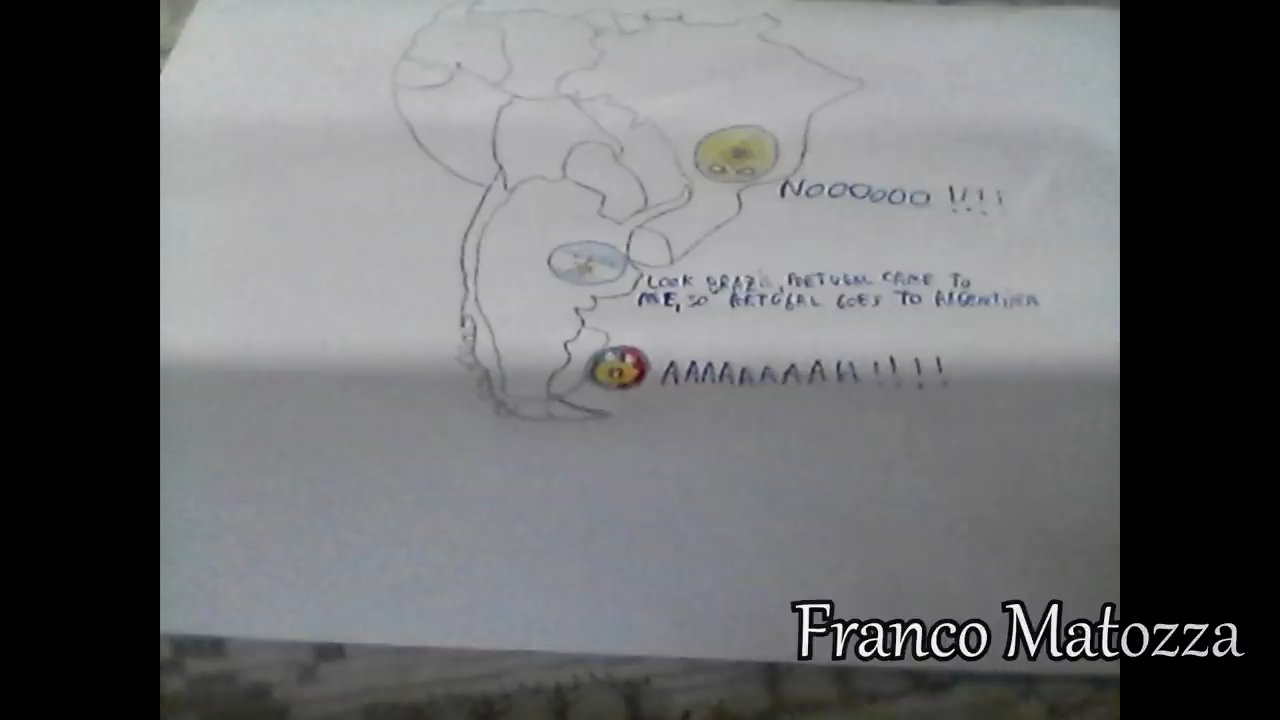 NOOOOOO !!!!
LOOK BRAZIL, PORTUGAL CAME TO
ME, SO PORTUGAL GOES TO ARGENTINA
AAAAAAAAH !!!!
Franco Matozza